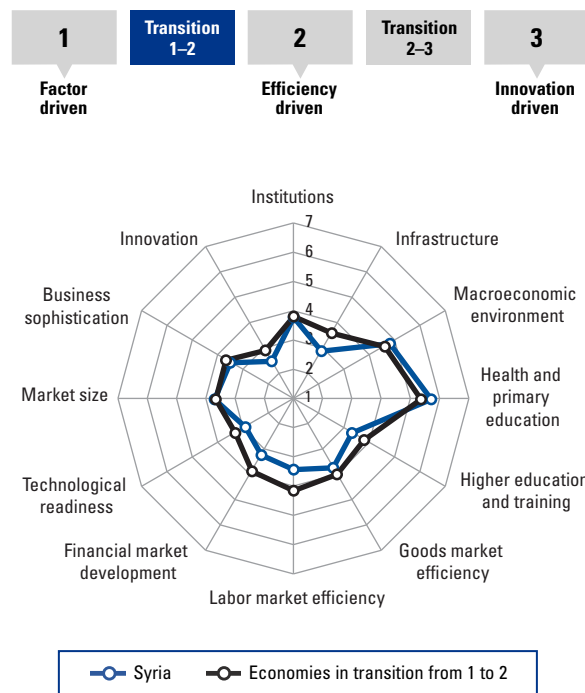 1
Transition
1–2
2
Transition
2–3
3
Factor
driven
Efficiency
driven
Innovation
driven
Institutions
7
Innovation
Infrastructure
6
5
Business
sophistication
Macroeconomic
environment
4
3
2
Market size
1
Health and
primary
education
Technological
readiness
Higher education
and training
Financial market
development
Goods market
efficiency
Labor market efficiency
Syria
Economies in transition from 1 to 2